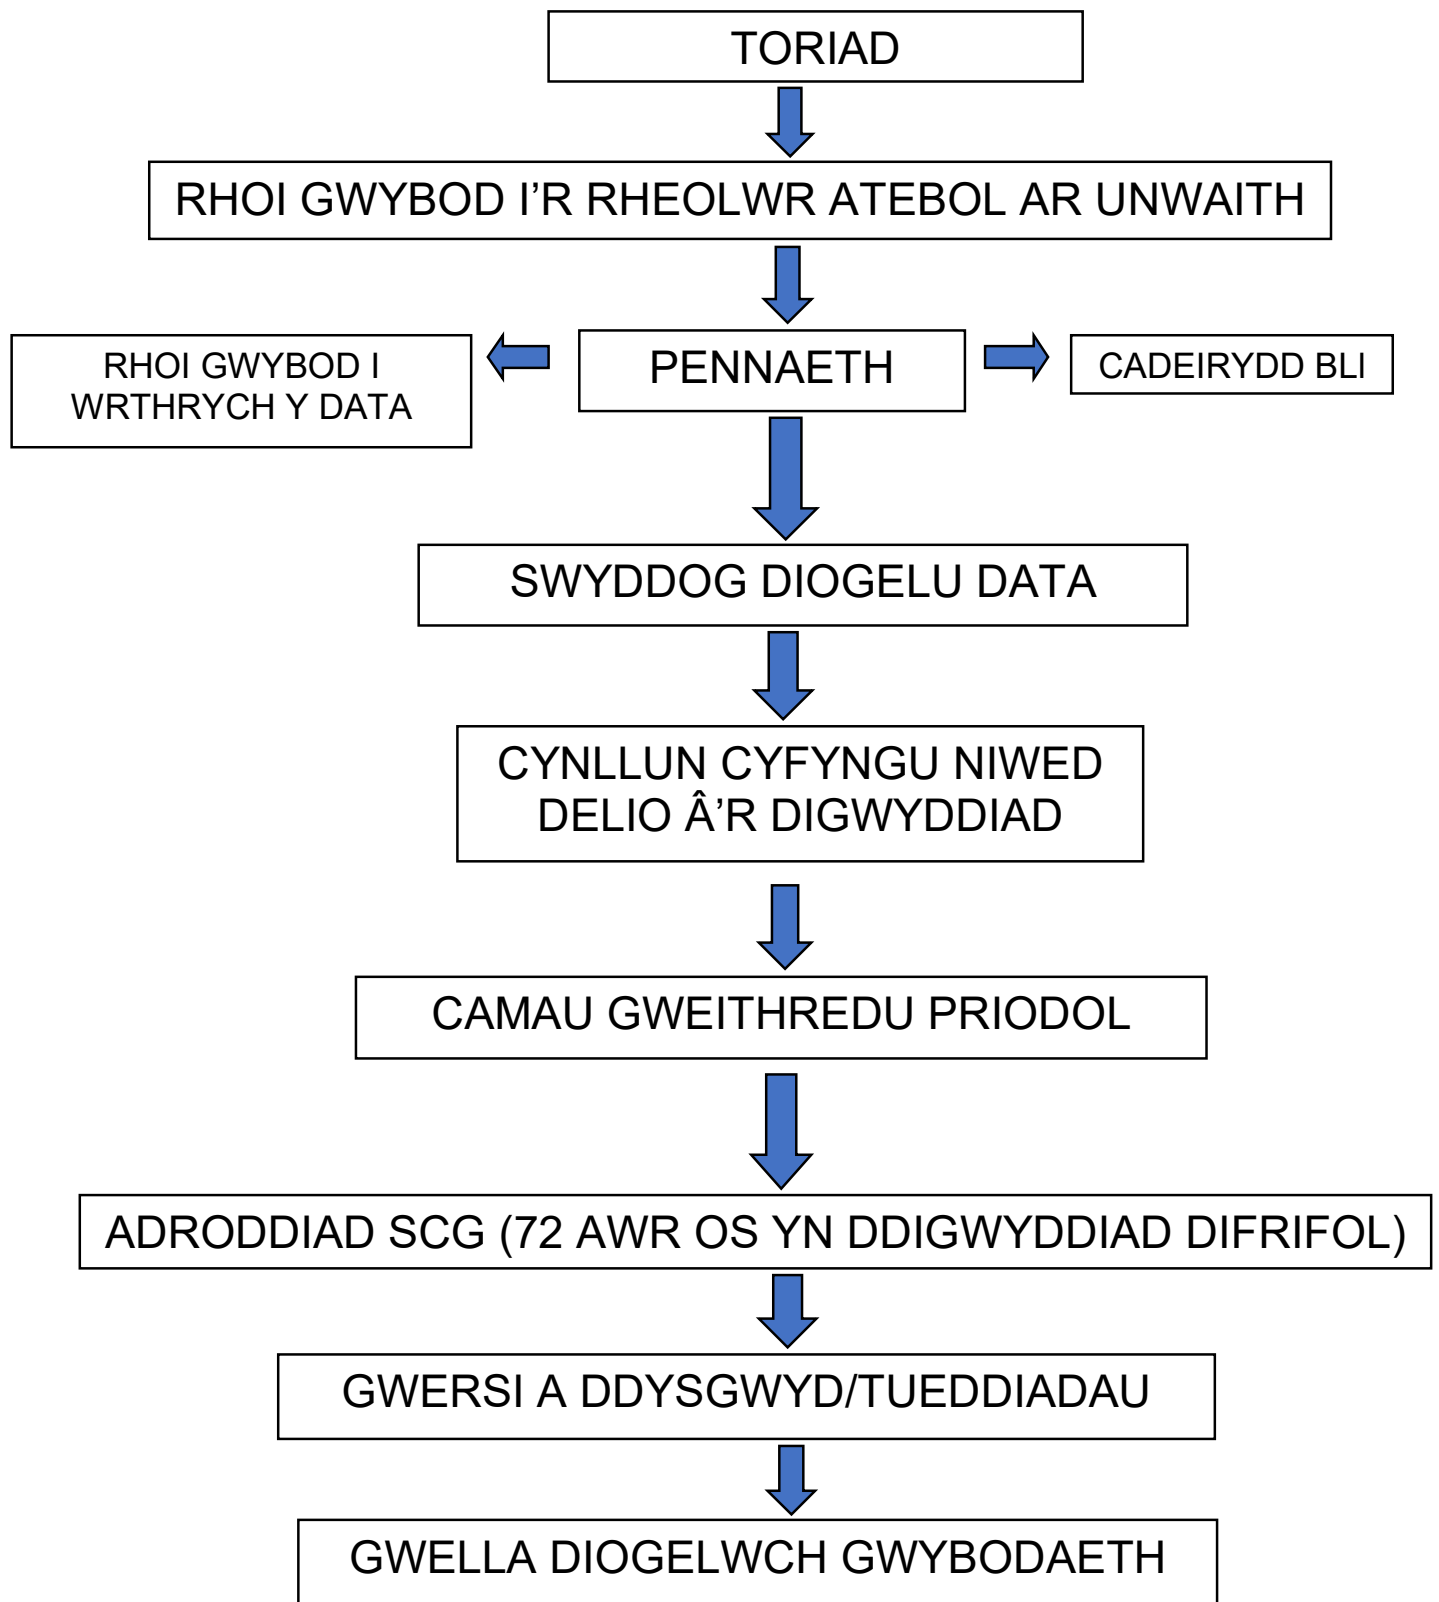 TORIAD
RHOI GWYBOD I’R RHEOLWR ATEBOL AR UNWAITH
RHOI GWYBOD I
WRTHRYCH Y DATA
PENNAETH
CADEIRYDD BLI
SWYDDOG DIOGELU DATA
CYNLLUN CYFYNGU NIWED
DELIO Â’R DIGWYDDIAD
CAMAU GWEITHREDU PRIODOL
ADRODDIAD SCG (72 AWR OS YN DDIGWYDDIAD DIFRIFOL)
GWERSI A DDYSGWYD/TUEDDIADAU
GWELLA DIOGELWCH GWYBODAETH